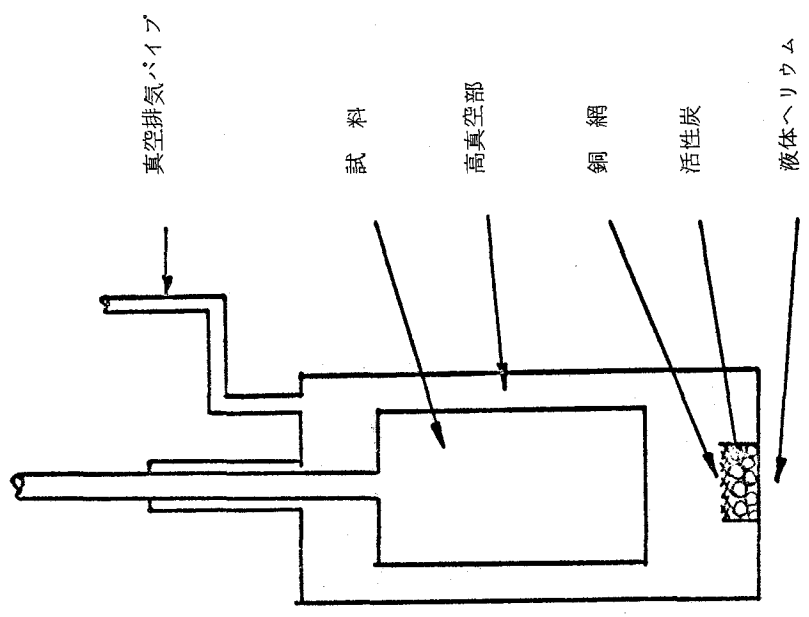 真空排気パイプ
試料
高真空部
銅網
活性炭
液体ヘリウム